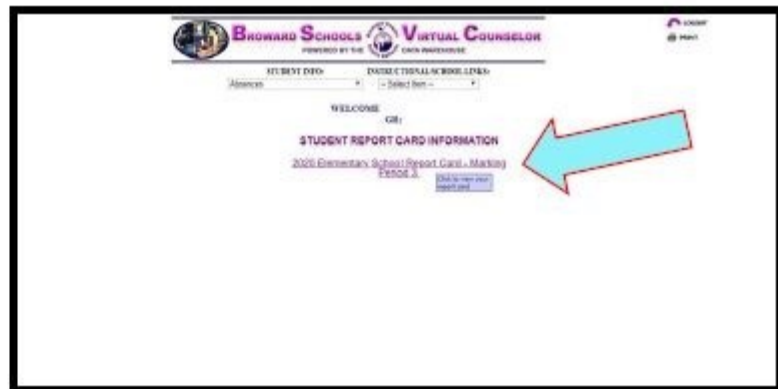 BROWARD SCHOOLS VIRTUAL COUNSELOR
POWERED BY THE DATA WAREHOUSE
LOGOUT
PRINT
STUDENT INFO: INSTRUCTIONAL/SCHOOL LINKS:
Absences -- Select Item --
WELCOME
GR:
STUDENT REPORT CARD INFORMATION
2020 Elementary School Report Card - Marking
Period 3
Click to view your
report card